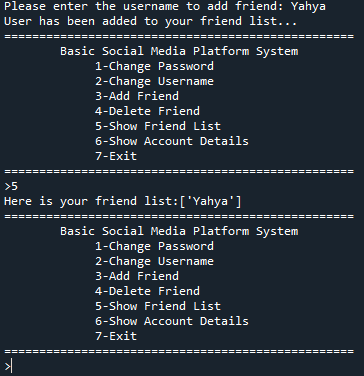 Please enter the username to add friend: Yahya
User has been added to your friend list...
==================================================
Basic Social Media Platform System
1-Change Password
2-Change Username
3-Add Friend
4-Delete Friend
5-Show Friend List
6-Show Account Details
7-Exit
==================================================
>5
Here is your friend list:['Yahya']
==================================================
Basic Social Media Platform System
1-Change Password
2-Change Username
3-Add Friend
4-Delete Friend
5-Show Friend List
6-Show Account Details
7-Exit
==================================================
>